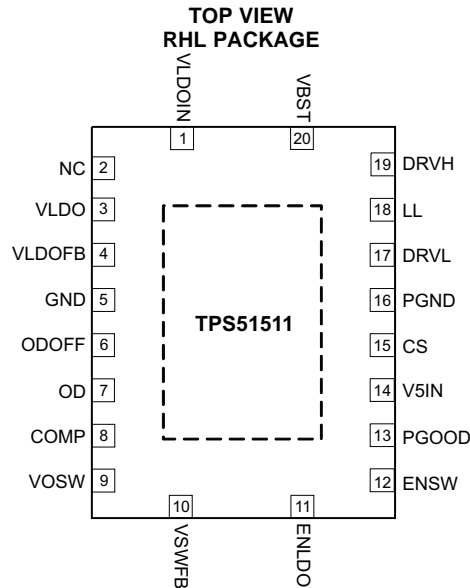 TOP VIEW
RHL PACKAGE
VLDOIN
VBST
1
20
NC 2
19 DRVH
VLDO 3
18 LL
VLDOFB 4
17 DRVL
GND 5
16 PGND
TPS51511
ODOFF 6
15 CS
OD 7
14 V5IN
COMP 8
13 PGOOD
VOSW 9
12 ENSW
10
11
VSWFB
ENLDO